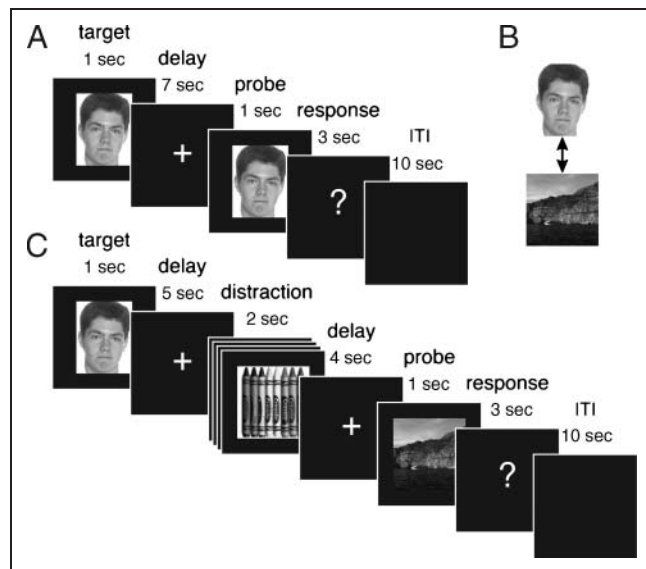 A
target
1 sec
delay
7 sec
probe
1 sec
response
3 sec
ITI
10 sec
+
?
B
C
target
1 sec
delay
5 sec
distraction
2 sec
delay
4 sec
probe
1 sec
response
3 sec
ITI
10 sec
+
+
?